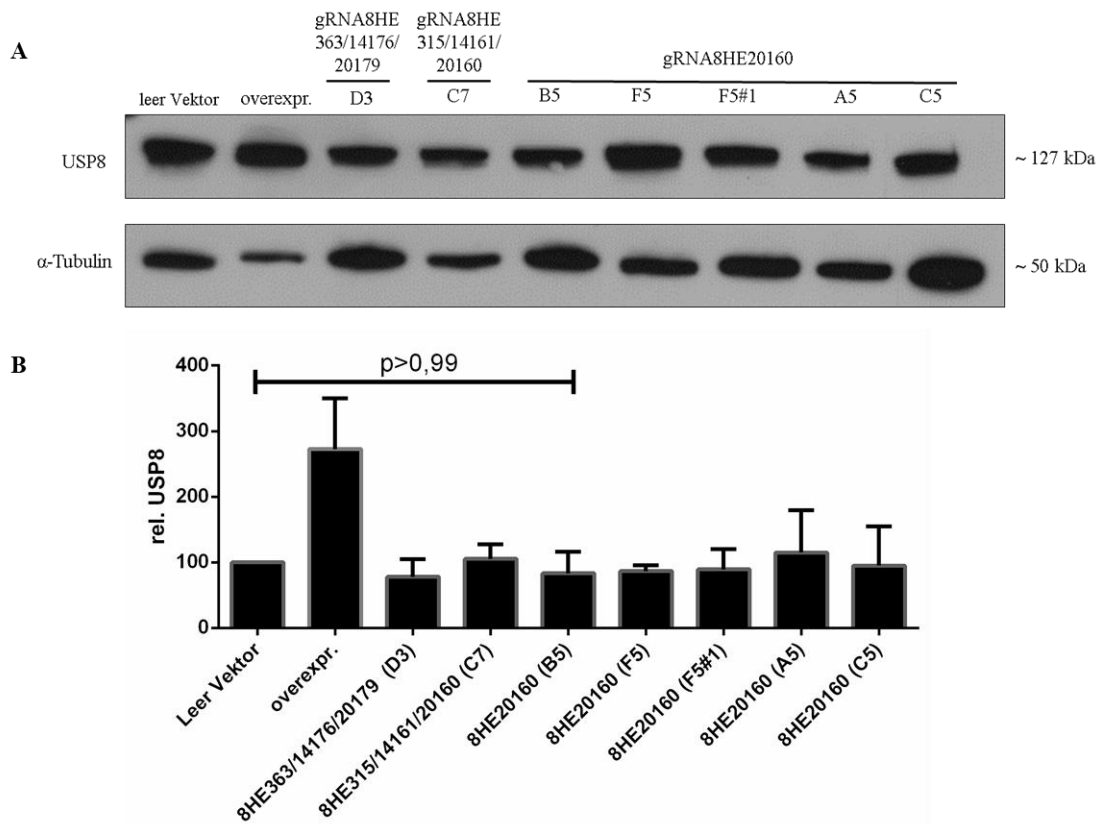 A
gRNA8HE
363/14176/
20179
gRNA8HE
315/14161/
20160
gRNA8HE20160
leer Vektor
overexpr.
D3
C7
B5
F5
F5#1
A5
C5
USP8
~ 127 kDa
α-Tubulin
~ 50 kDa
B
p>0,99
rel. USP8
400
300
200
100
0
Leer Vektor
overexpr.
8HE363/14176/20179 (D3)
8HE315/14161/20160 (C7)
8HE20160 (B5)
8HE20160 (F5)
8HE20160 (F5#1)
8HE20160 (A5)
8HE20160 (C5)